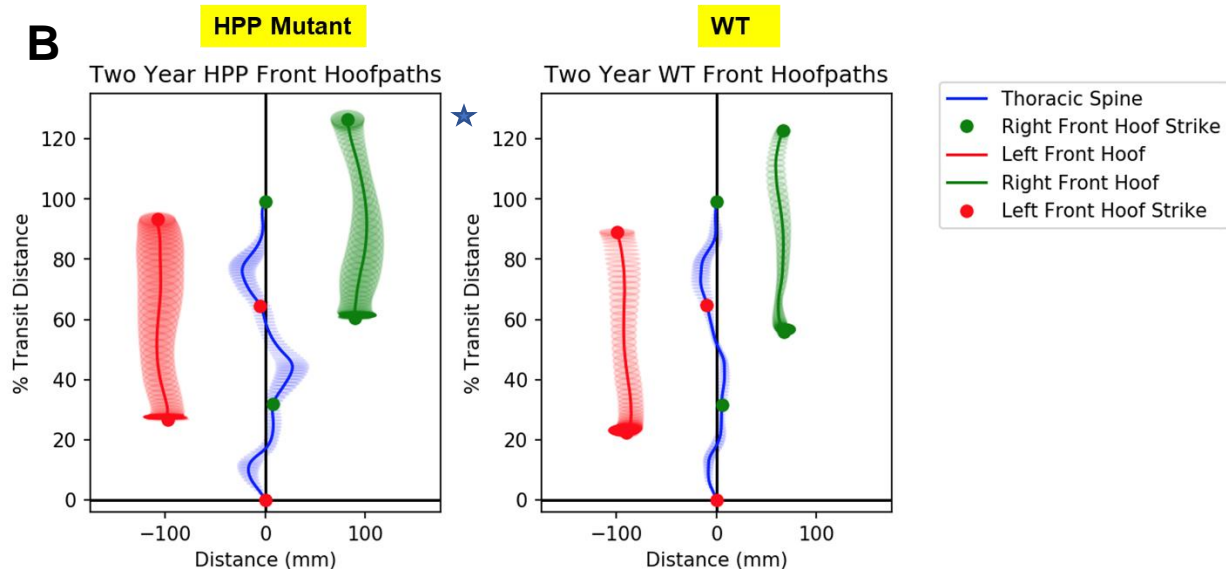 B
HPP Mutant
WT
Two Year HPP Front Hoofpaths
Two Year WT Front Hoofpaths
% Transit Distance
120
100
80
60
40
20
0
−100
0
100
Distance (mm)
% Transit Distance
120
100
80
60
40
20
0
−100
0
100
Distance (mm)
Thoracic Spine
Right Front Hoof Strike
Left Front Hoof
Right Front Hoof
Left Front Hoof Strike